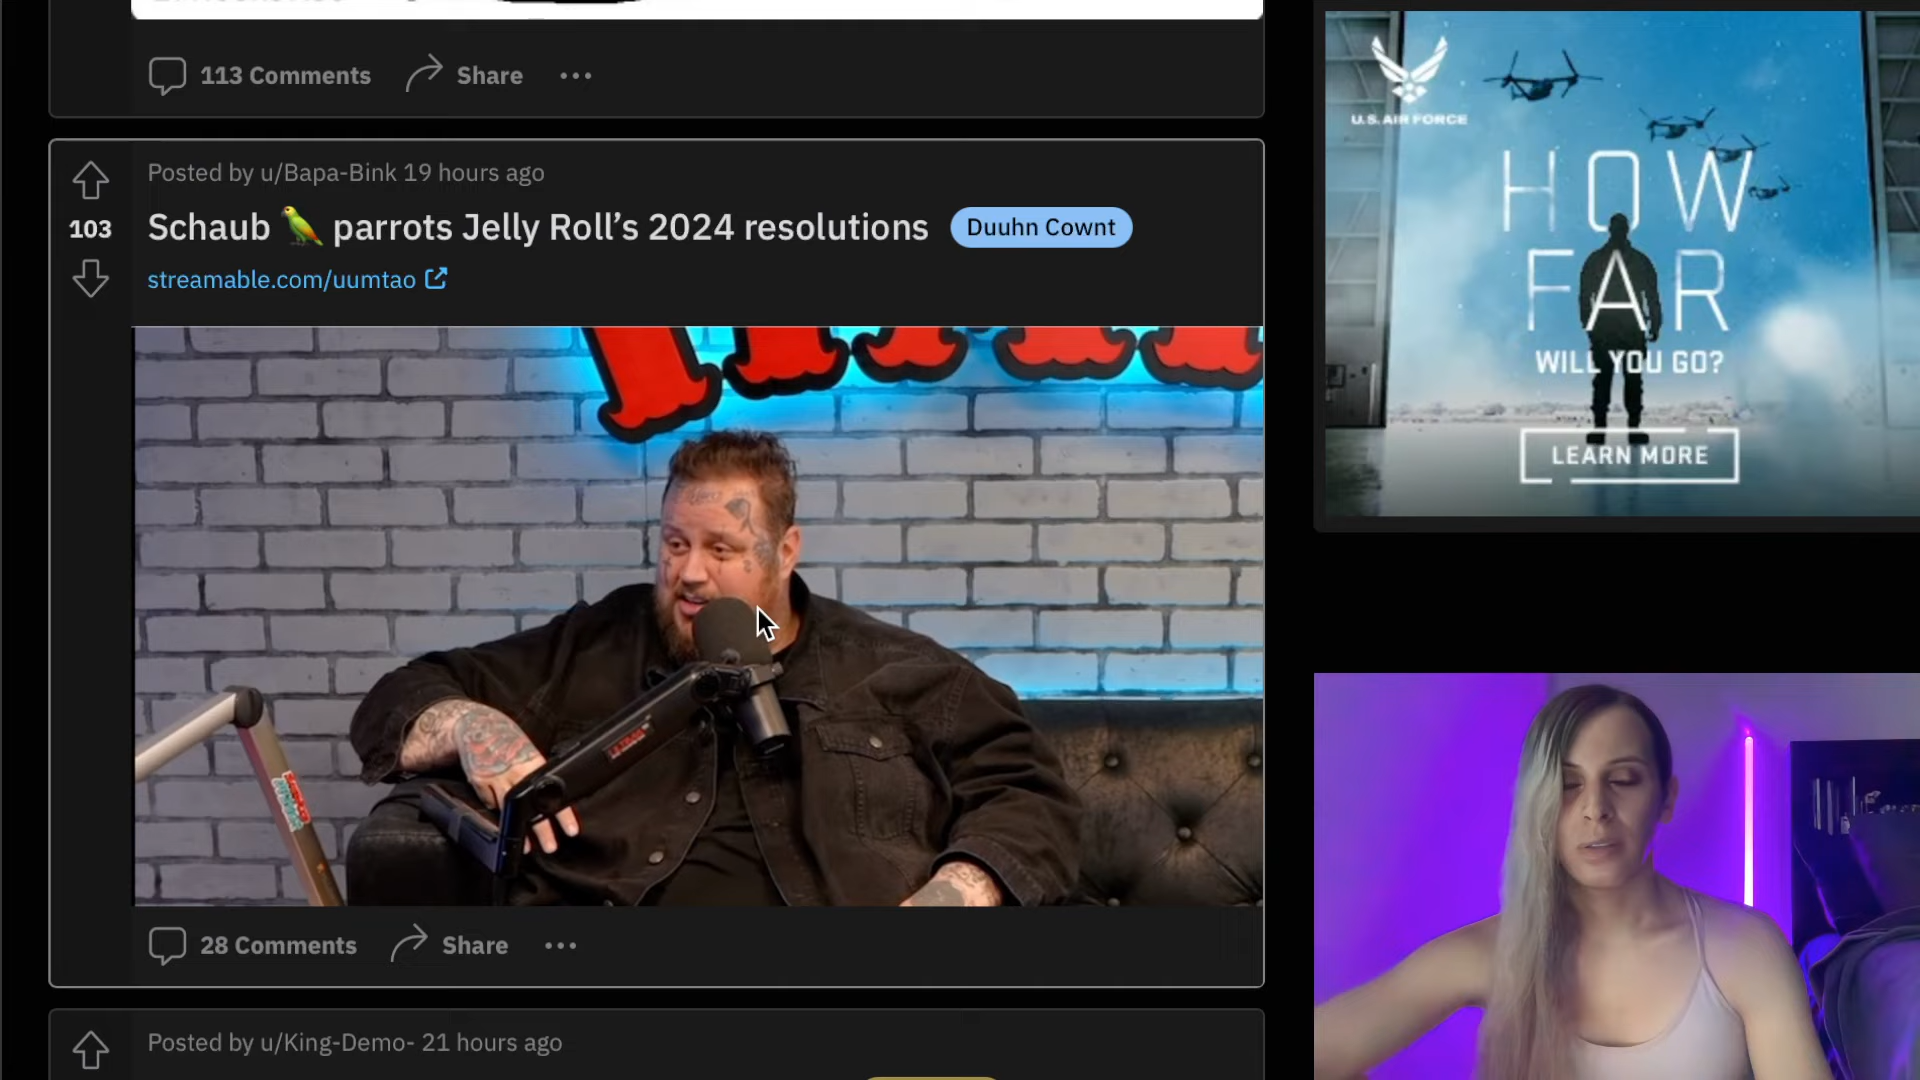 113 Comments
Share
Posted by u/Bapa-Bink 19 hours ago
103
Schaub 🦜 parrots Jelly Roll’s 2024 resolutions
Duuhn Cownt
streamable.com/uumtao
28 Comments
Share
Posted by u/King-Demo- 21 hours ago
U.S. AIR FORCE
HOW
FAR
WILL YOU GO?
LEARN MORE